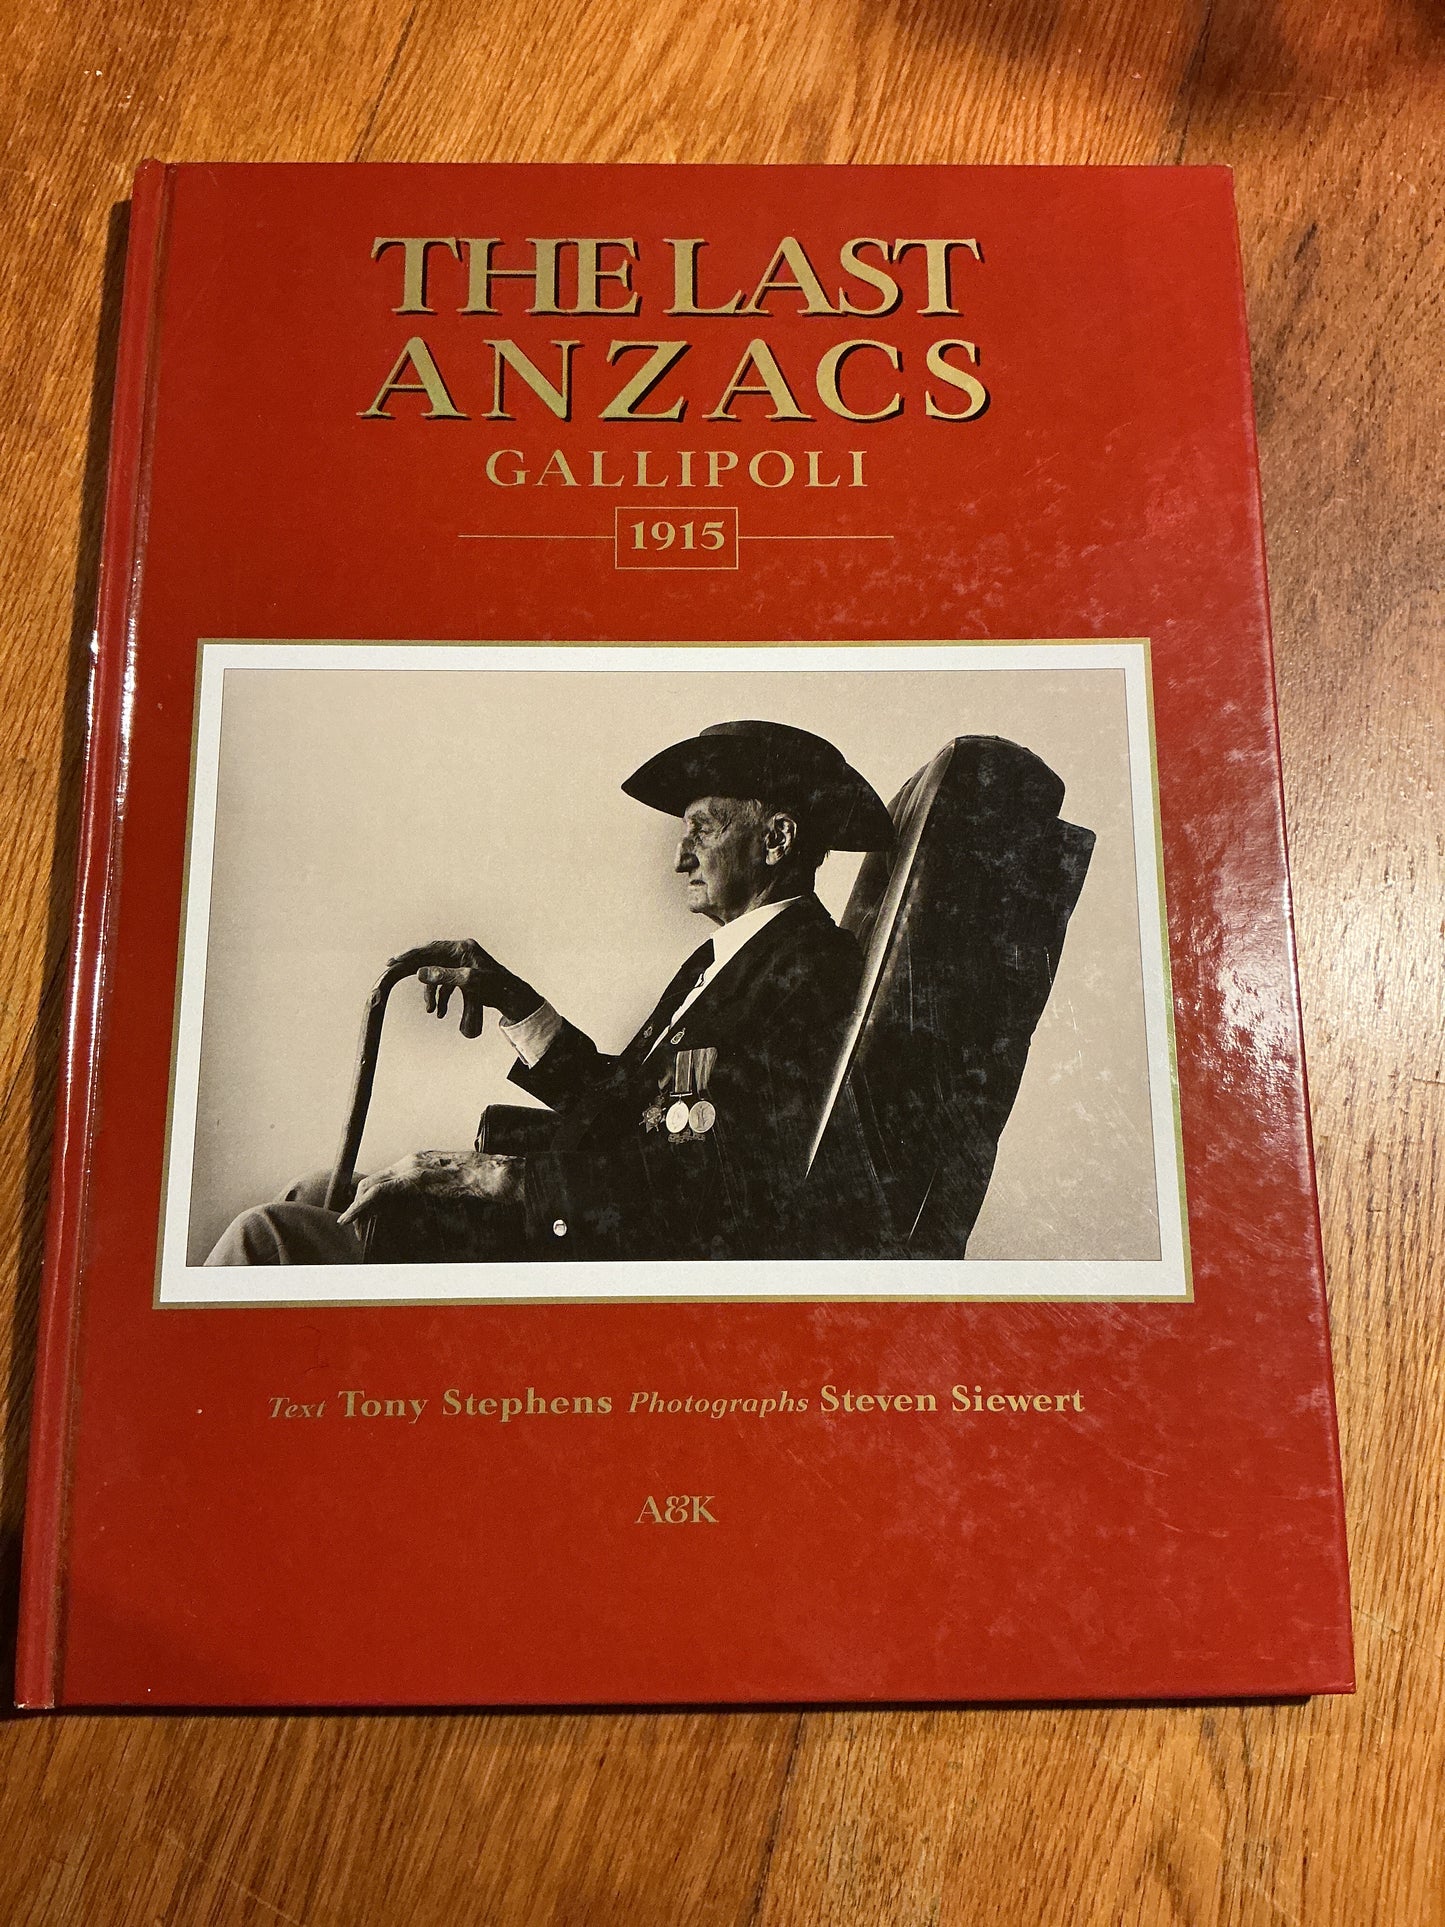 THE LAST
ANZACS
GALLIPOLI
1915
Text Tony Stephens Photographs Steven Siewert
A&K